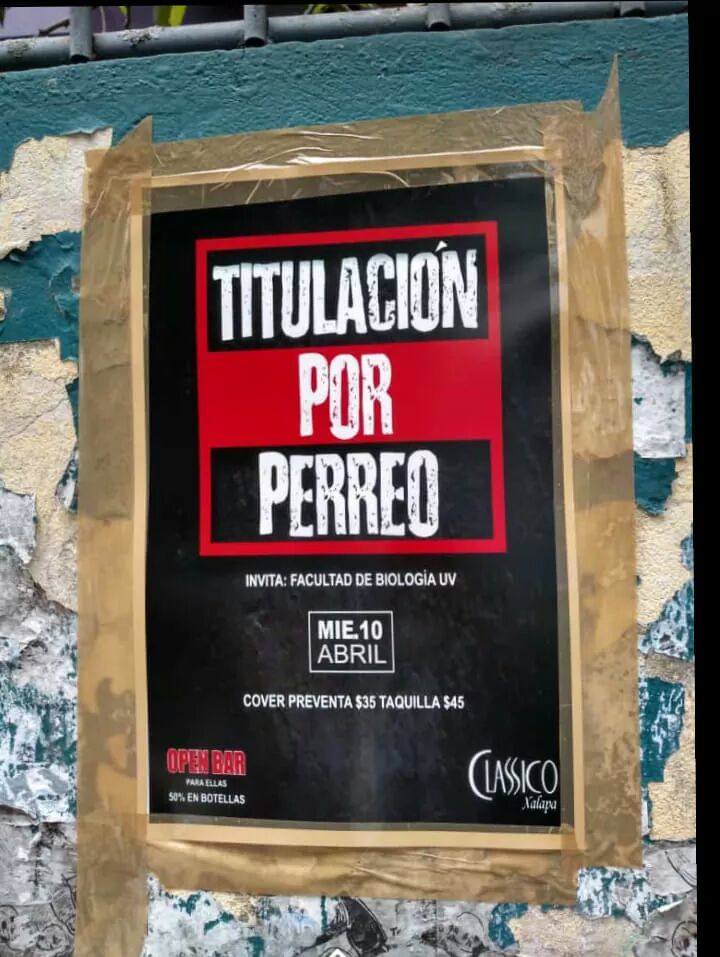 TITULACIÓN
POR
PERREO
INVITA: FACULTAD DE BIOLOGÌA UV
MIE.10
ABRIL
COVER PREVENTA $35 TAQUILLA $45
OPEN BAR
PARA ELLAS
50% EN BOTELLAS
CLASSICO
Xalapa